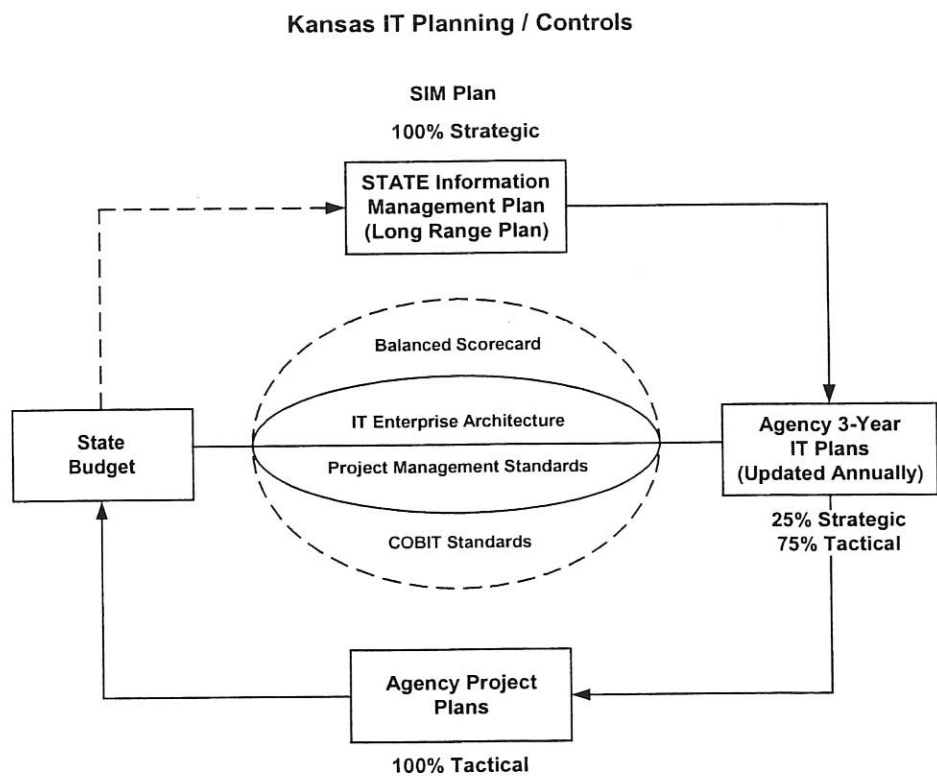 Kansas IT Planning / Controls
SIM Plan
100% Strategic
STATE Information
Management Plan
(Long Range Plan)
Balanced Scorecard
IT Enterprise Architecture
Project Management Standards
COBIT Standards
State
Budget
Agency 3-Year
IT Plans
(Updated Annually)
25% Strategic
75% Tactical
Agency Project
Plans
100% Tactical